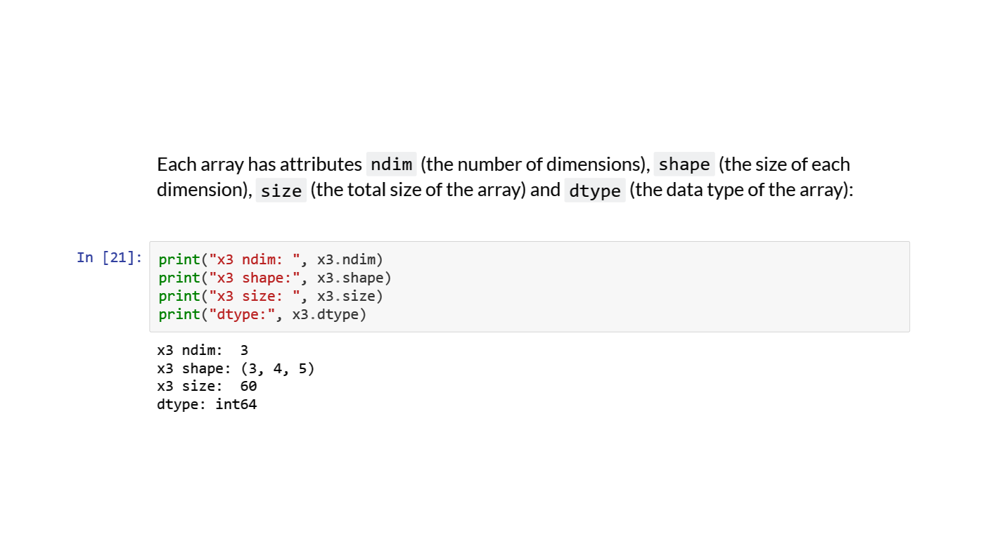 Each array has attributes ndim (the number of dimensions), shape (the size of each
dimension), size (the total size of the array) and dtype (the data type of the array):
In [21]:
print("x3 ndim: ", x3.ndim)
print("x3 shape:", x3.shape)
print("x3 size: ", x3.size)
print("dtype:", x3.dtype)
x3 ndim:  3
x3 shape: (3, 4, 5)
x3 size:  60
dtype: int64